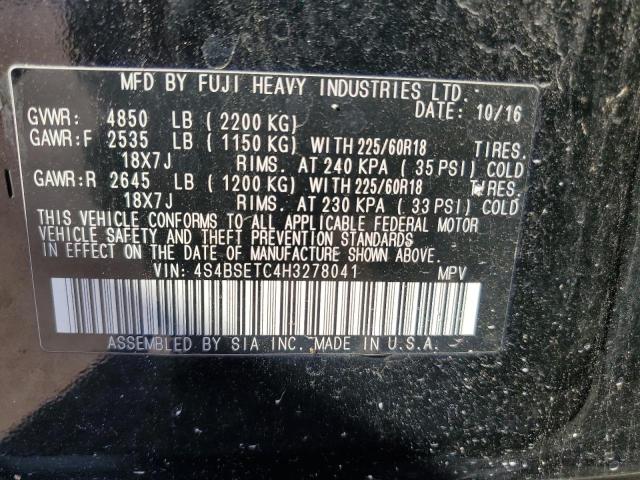 MFD BY FUJI HEAVY INDUSTRIES LTD.
DATE: 10/16
GVWR: 4850 LB ( 2200 KG)
GAWR:F 2535 LB ( 1150 KG) WITH 225/60R18 TIRES,
18X7J RIMS. AT 240 KPA ( 35 PSI) COLD
GAWR:R 2645 LB ( 1200 KG) WITH 225/60R18 TIRES,
18X7J RIMS. AT 230 KPA ( 33 PSI) COLD
THIS VEHICLE CONFORMS TO ALL APPLICABLE FEDERAL MOTOR
VEHICLE SAFETY AND THEFT PREVENTION STANDARDS
IN EFFECT ON THE DATE OF MANUFACTURE SHOWN ABOVE.
VIN: 4S4BSETC4H3278041 MPV
ASSEMBLED BY SIA INC. MADE IN U.S.A.